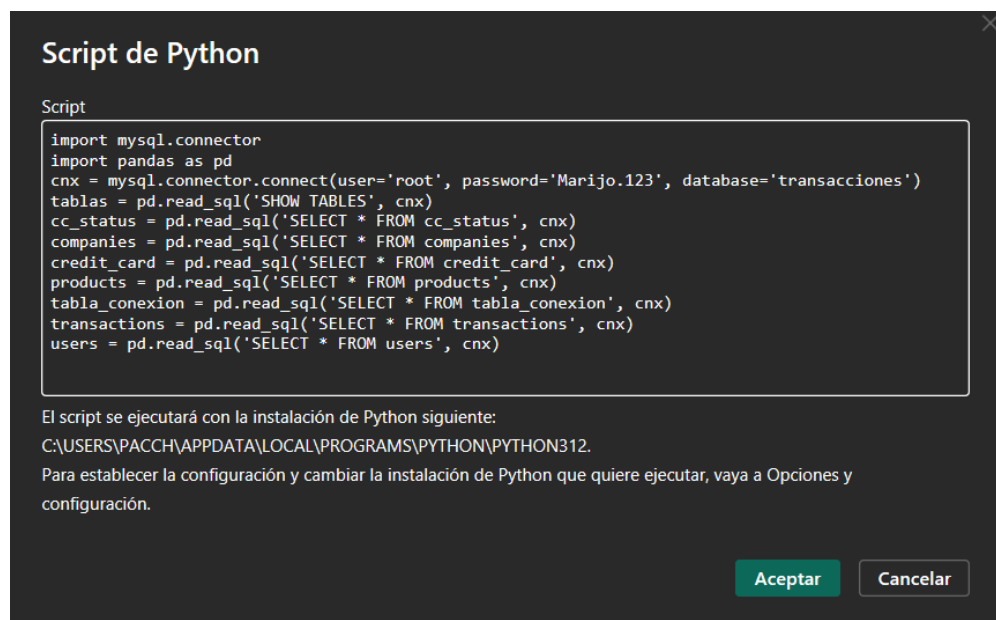 Script de Python
Script
import mysql.connector
import pandas as pd
cnx = mysql.connector.connect(user='root', password='Marijo.123', database='transacciones')
tablas = pd.read_sql('SHOW TABLES', cnx)
cc_status = pd.read_sql('SELECT * FROM cc_status', cnx)
companies = pd.read_sql('SELECT * FROM companies', cnx)
credit_card = pd.read_sql('SELECT * FROM credit_card', cnx)
products = pd.read_sql('SELECT * FROM products', cnx)
tabla_conexion = pd.read_sql('SELECT * FROM tabla_conexion', cnx)
transactions = pd.read_sql('SELECT * FROM transactions', cnx)
users = pd.read_sql('SELECT * FROM users', cnx)
El script se ejecutará con la instalación de Python siguiente:
C:\USERS\PACCH\APPDATA\LOCAL\PROGRAMS\PYTHON\PYTHON312.
Para establecer la configuración y cambiar la instalación de Python que quiere ejecutar, vaya a Opciones y
configuración.
Aceptar Cancelar